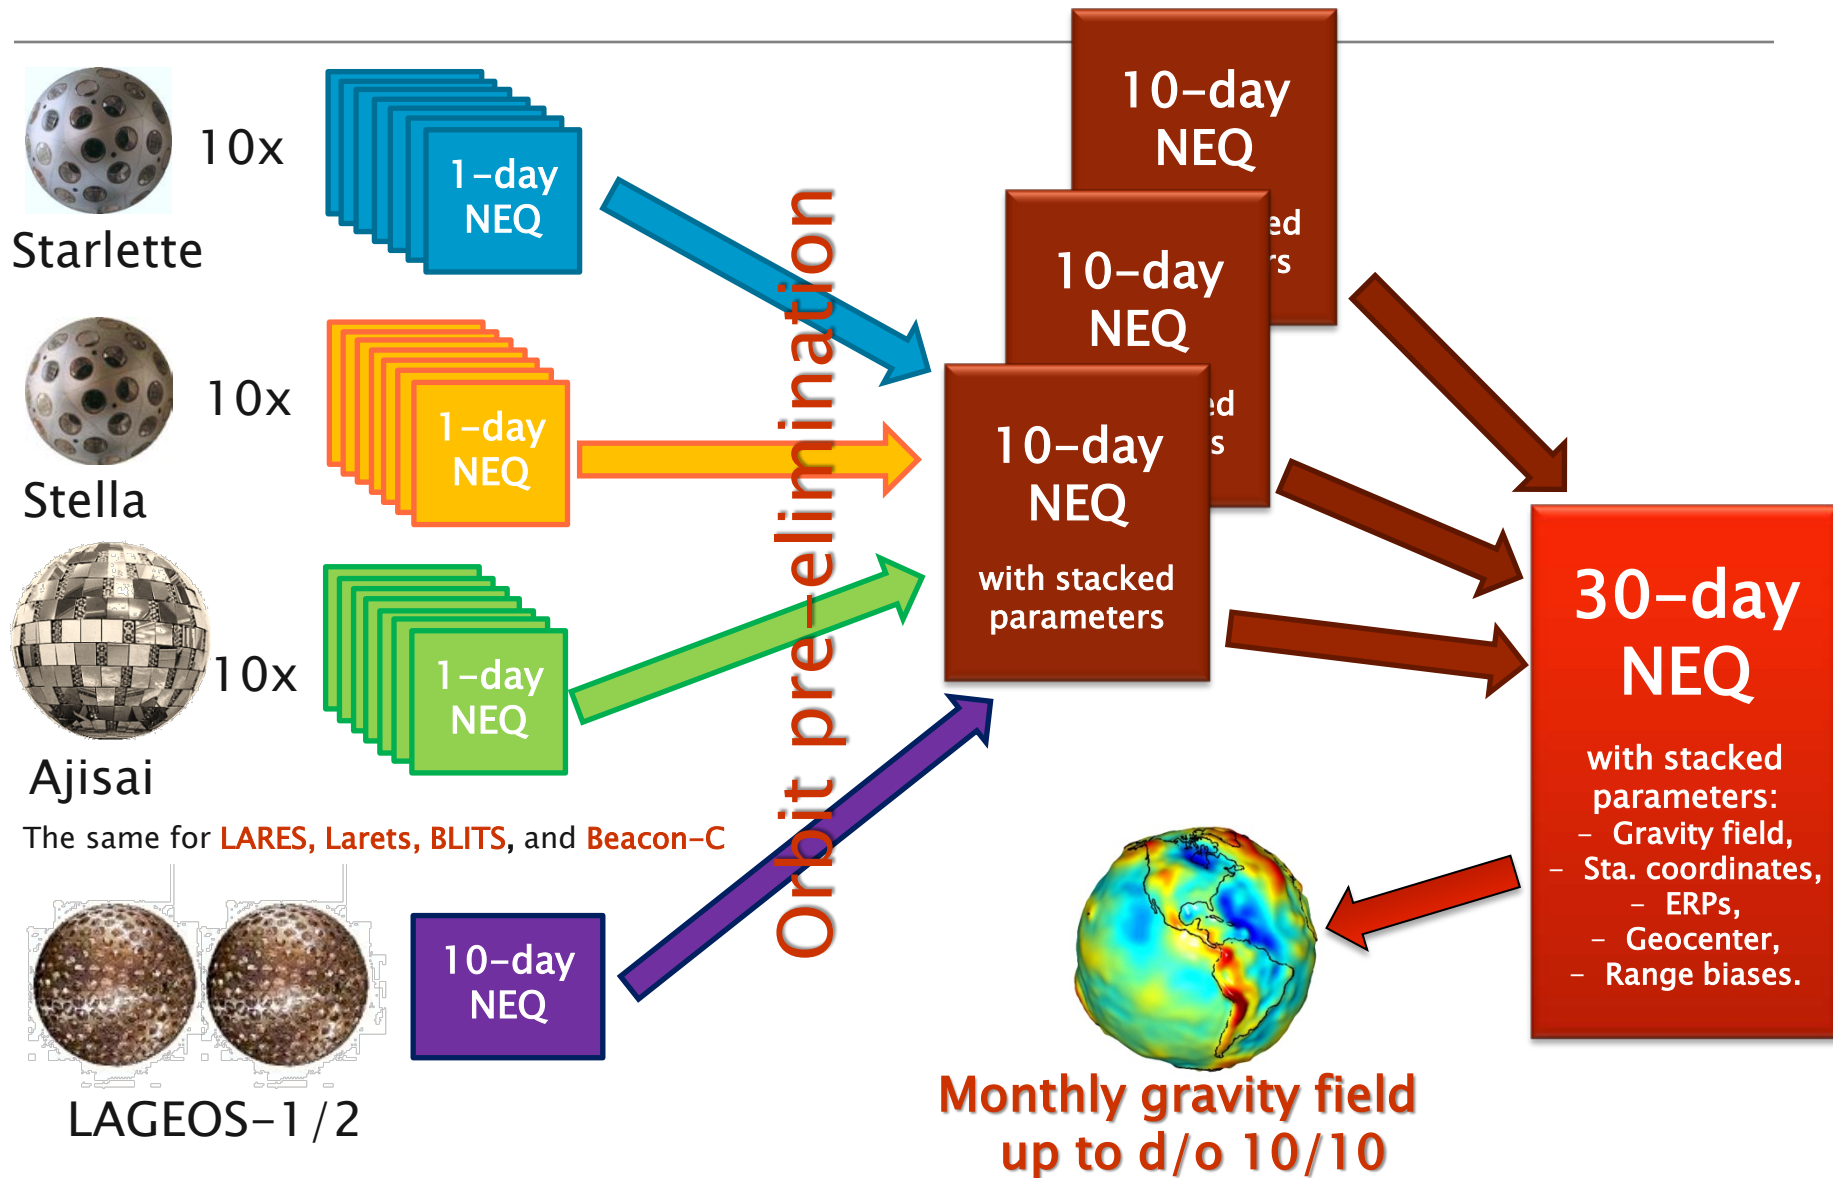 10x
1-day
NEQ
Starlette
10x
1-day
NEQ
Stella
10x
1-day
NEQ
Ajisai
The same for LARES, Larets, BLITS, and Beacon-C
10-day
NEQ
LAGEOS-1/2
Orbit pre-elimination
10-day
NEQ
ed
rs
10-day
NEQ
ed
s
10-day
NEQ
with stacked
parameters
30-day
NEQ
with stacked
parameters:
- Gravity field,
- Sta. coordinates,
- ERPs,
- Geocenter,
- Range biases.
Monthly gravity field
up to d/o 10/10